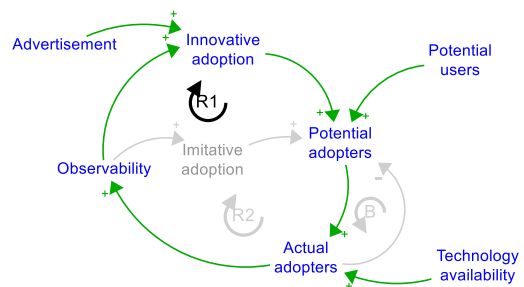 Advertisement
+
+
Innovative
adoption
Potential
users
R1
+
+
+
+
Potential
adopters
Imitative
adoption
Observability
-
+
R2
B
+
Actual
adopters
Technology
availability
+